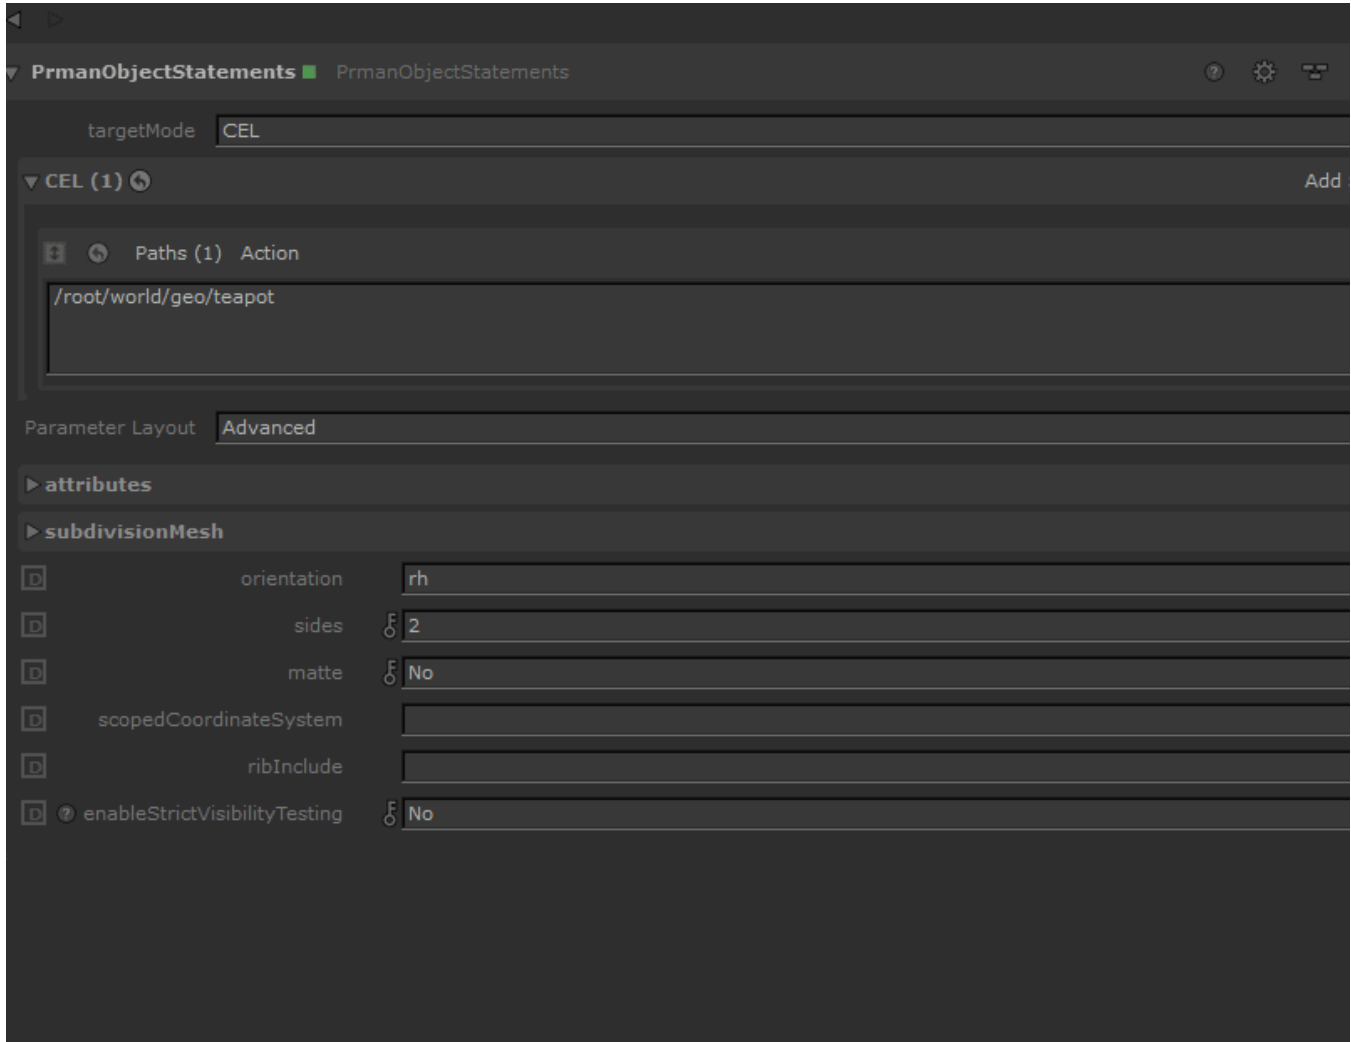 PrmanObjectStatements PrmanObjectStatements ?
targetMode CEL
CEL (1) Add
Paths (1) Action
/root/world/geo/teapot
Parameter Layout Advanced
attributes
subdivisionMesh
D orientation rh
D sides 2
D matte No
D scopedCoordinateSystem
D ribInclude
D ? enableStrictVisibilityTesting No